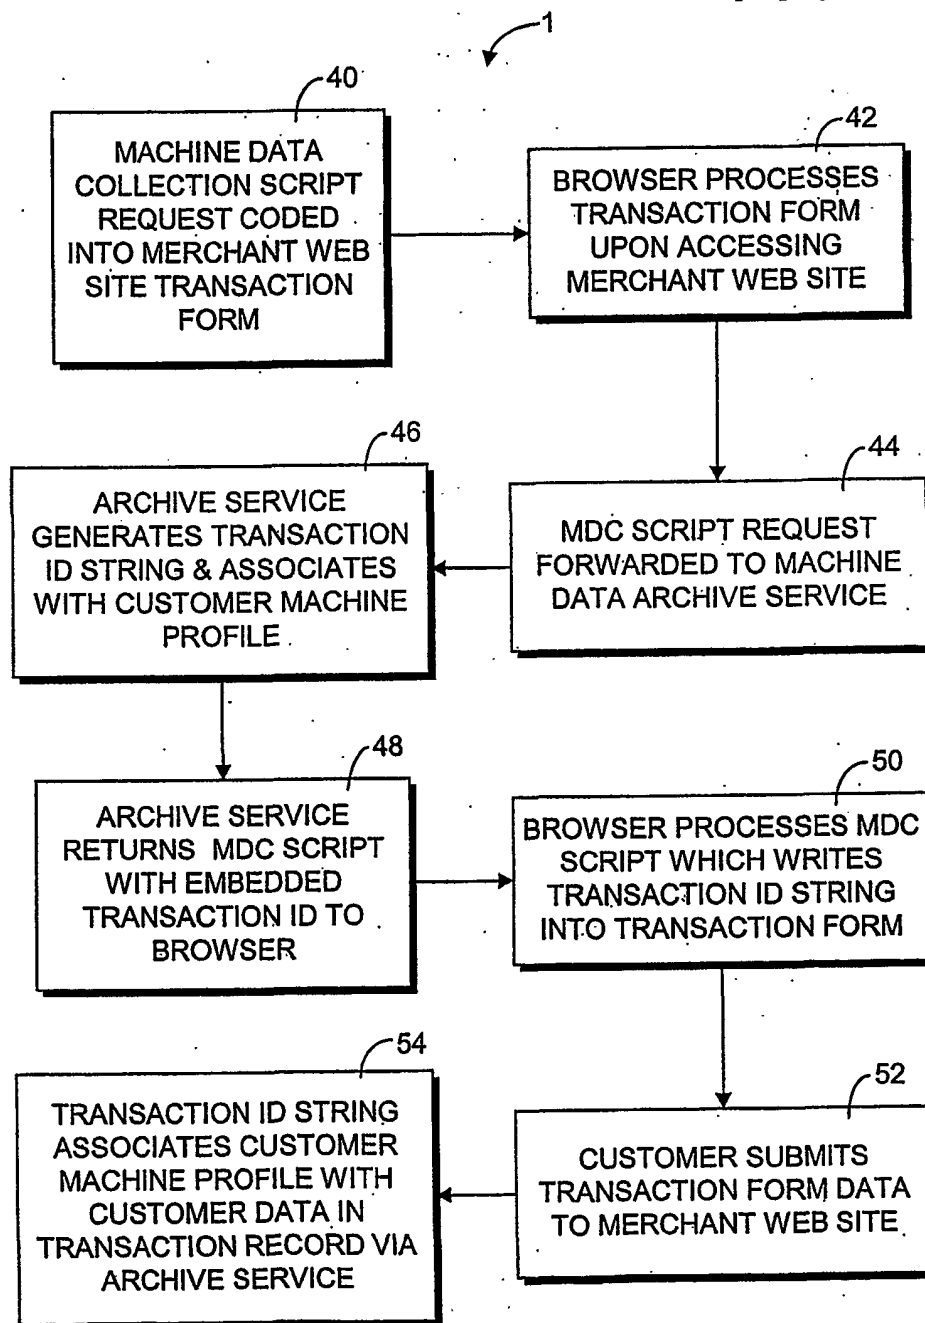 1
40
MACHINE DATA
COLLECTION SCRIPT
REQUEST CODED
INTO MERCHANT WEB
SITE TRANSACTION
FORM
42
BROWSER PROCESSES
TRANSACTION FORM
UPON ACCESSING
MERCHANT WEB SITE
44
MDC SCRIPT REQUEST
FORWARDED TO MACHINE
DATA ARCHIVE SERVICE
46
ARCHIVE SERVICE
GENERATES TRANSACTION
ID STRING & ASSOCIATES
WITH CUSTOMER MACHINE
PROFILE
48
ARCHIVE SERVICE
RETURNS MDC SCRIPT
WITH EMBEDDED
TRANSACTION ID TO
BROWSER
50
BROWSER PROCESSES MDC
SCRIPT WHICH WRITES
TRANSACTION ID STRING
INTO TRANSACTION FORM
52
CUSTOMER SUBMITS
TRANSACTION FORM DATA
TO MERCHANT WEB SITE
54
TRANSACTION ID STRING
ASSOCIATES CUSTOMER
MACHINE PROFILE WITH
CUSTOMER DATA IN
TRANSACTION RECORD VIA
ARCHIVE SERVICE